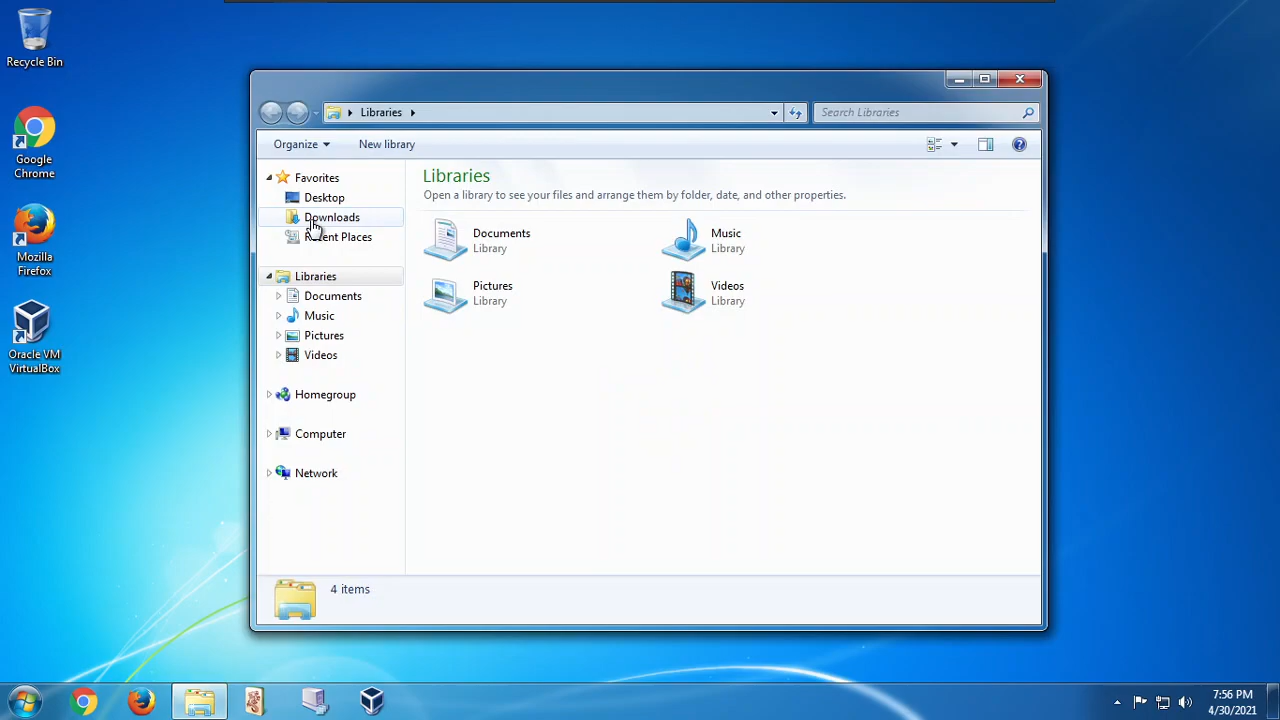 Recycle Bin
Google
Chrome
Mozilla
Firefox
Oracle VM
VirtualBox
Libraries
Search Libraries
Organize
New library
Favorites
Desktop
Downloads
Recent Places
Libraries
Documents
Music
Pictures
Videos
Homegroup
Computer
Network
Libraries
Open a library to see your files and arrange them by folder, date, and other properties.
Documents
Library
Music
Library
Pictures
Library
Videos
Library
4 items
7:56 PM
4/30/2021